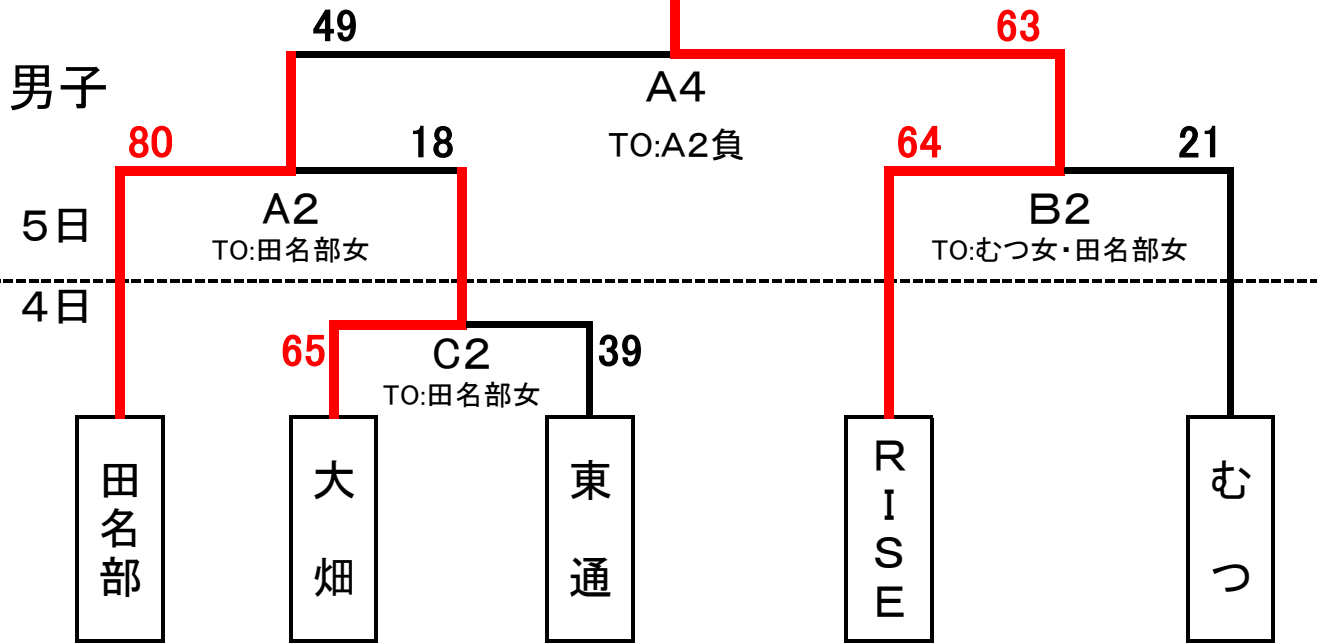 49
63
男子
A4
80
18
TO:A2負
64
21
5日
A2
B2
TO:田名部女
TO:むつ女・田名部女
4日
65
C2
39
TO:田名部女
田名部
大畑
東通
RISE
むつ